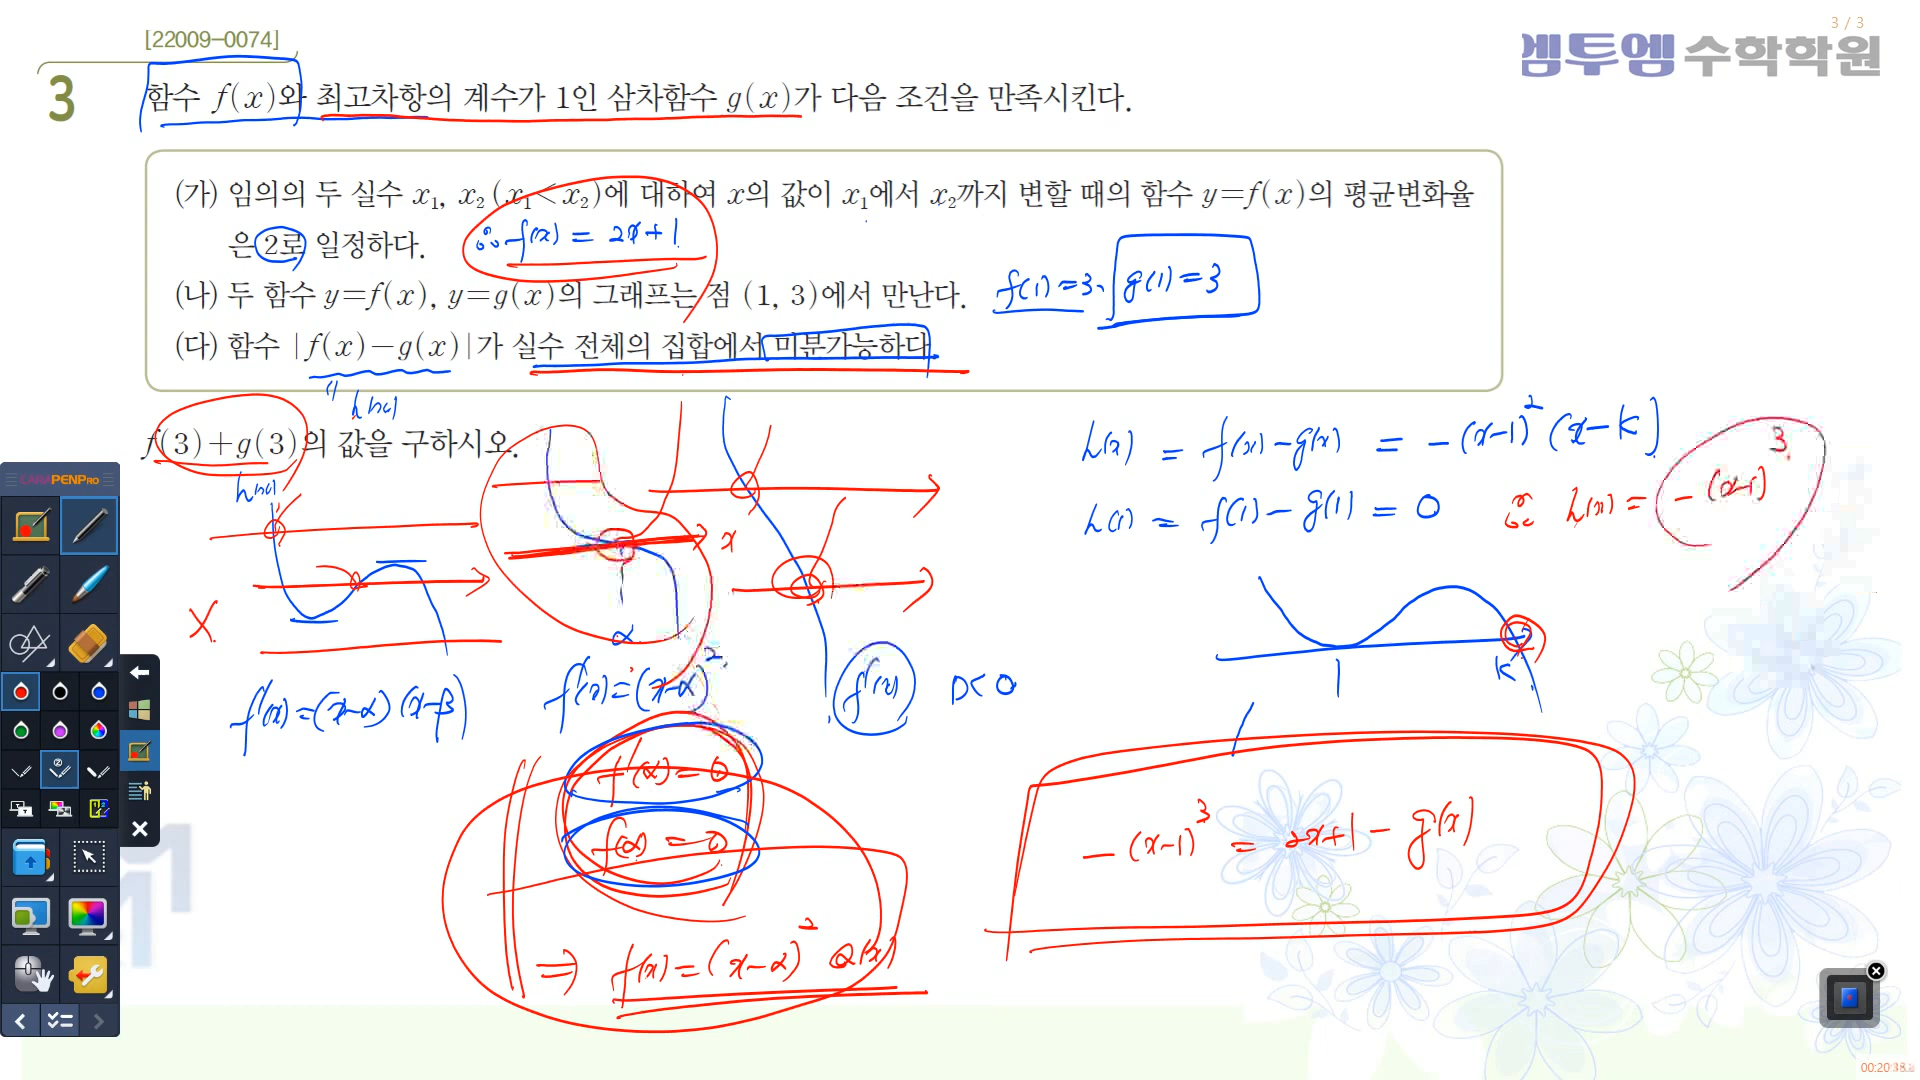 3 / 3
[22009-0074]
겜투엠 수학학원
3 함수 f(x)와 최고차항의 계수가 1인 삼차함수 g(x)가 다음 조건을 만족시킨다.
(가) 임의의 두 실수 x₁, x₂ (x₁<x₂)에 대하여 x의 값이 x₁에서 x₂까지 변할 때의 함수 y=f(x)의 평균변화율
은 2로 일정하다.
∴ f(x) = 2x+1
(나) 두 함수 y=f(x), y=g(x)의 그래프는 점 (1, 3)에서 만난다.
f(1)=3, g(1)=3
(다) 함수 |f(x)-g(x)|가 실수 전체의 집합에서 미분가능하다.
h(x)
f(3)+g(3)의 값을 구하시오.
h(x)
h(x) = f(x)-g(x) = -(x-1)² (x-k)
h(1) = f(1)-g(1) = 0 ∴ h(x) = -(x-1)³
x
α
X
f'(x)=(x-α)(x-β)
f'(x)=(x-α)²
f'(x) D<0
1
k
f'(α)=0
f(α)=0
⇒ f(x)=(x-α)² Q(x)
-(x-1)³ = 2x+1-g(x)
PENPRO